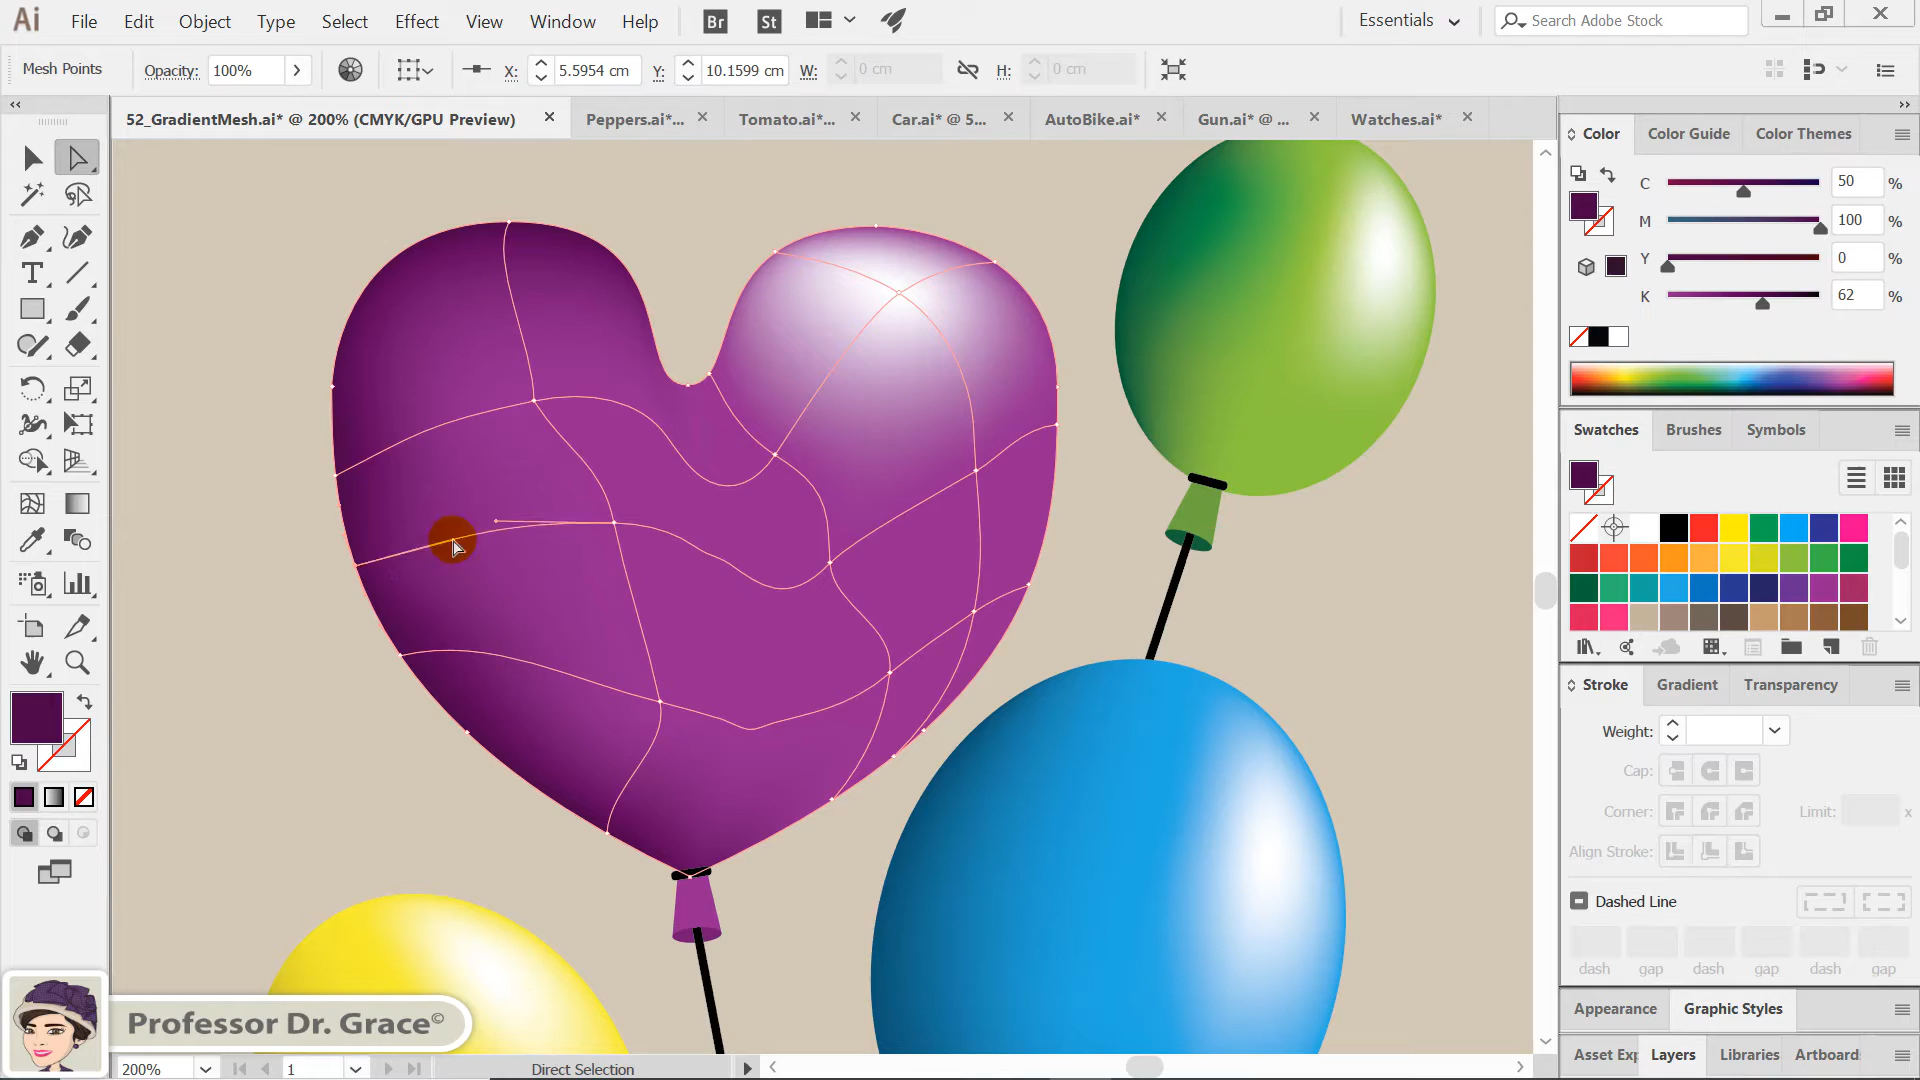 Ai File Edit Object Type Select Effect View Window Help Br St Essentials Search Adobe Stock
Mesh Points Opacity: 100% X: 5.5954 cm Y: 10.1599 cm W: 0 cm H: 0 cm
52_GradientMesh.ai* @ 200% (CMYK/GPU Preview) Peppers.ai*... Tomato.ai*... Car.ai* @ 5... AutoBike.ai* Gun.ai* @ ... Watches.ai*
Color Color Guide Color Themes
C 50 %
M 100 %
Y 0 %
K 62 %
Swatches Brushes Symbols
Stroke Gradient Transparency
Weight:
Cap:
Corner: Limit: x
Align Stroke:
Dashed Line
dash gap dash gap dash gap
Appearance Graphic Styles
Asset Exp Layers Libraries Artboard
Professor Dr. Grace©
200% 1 Direct Selection